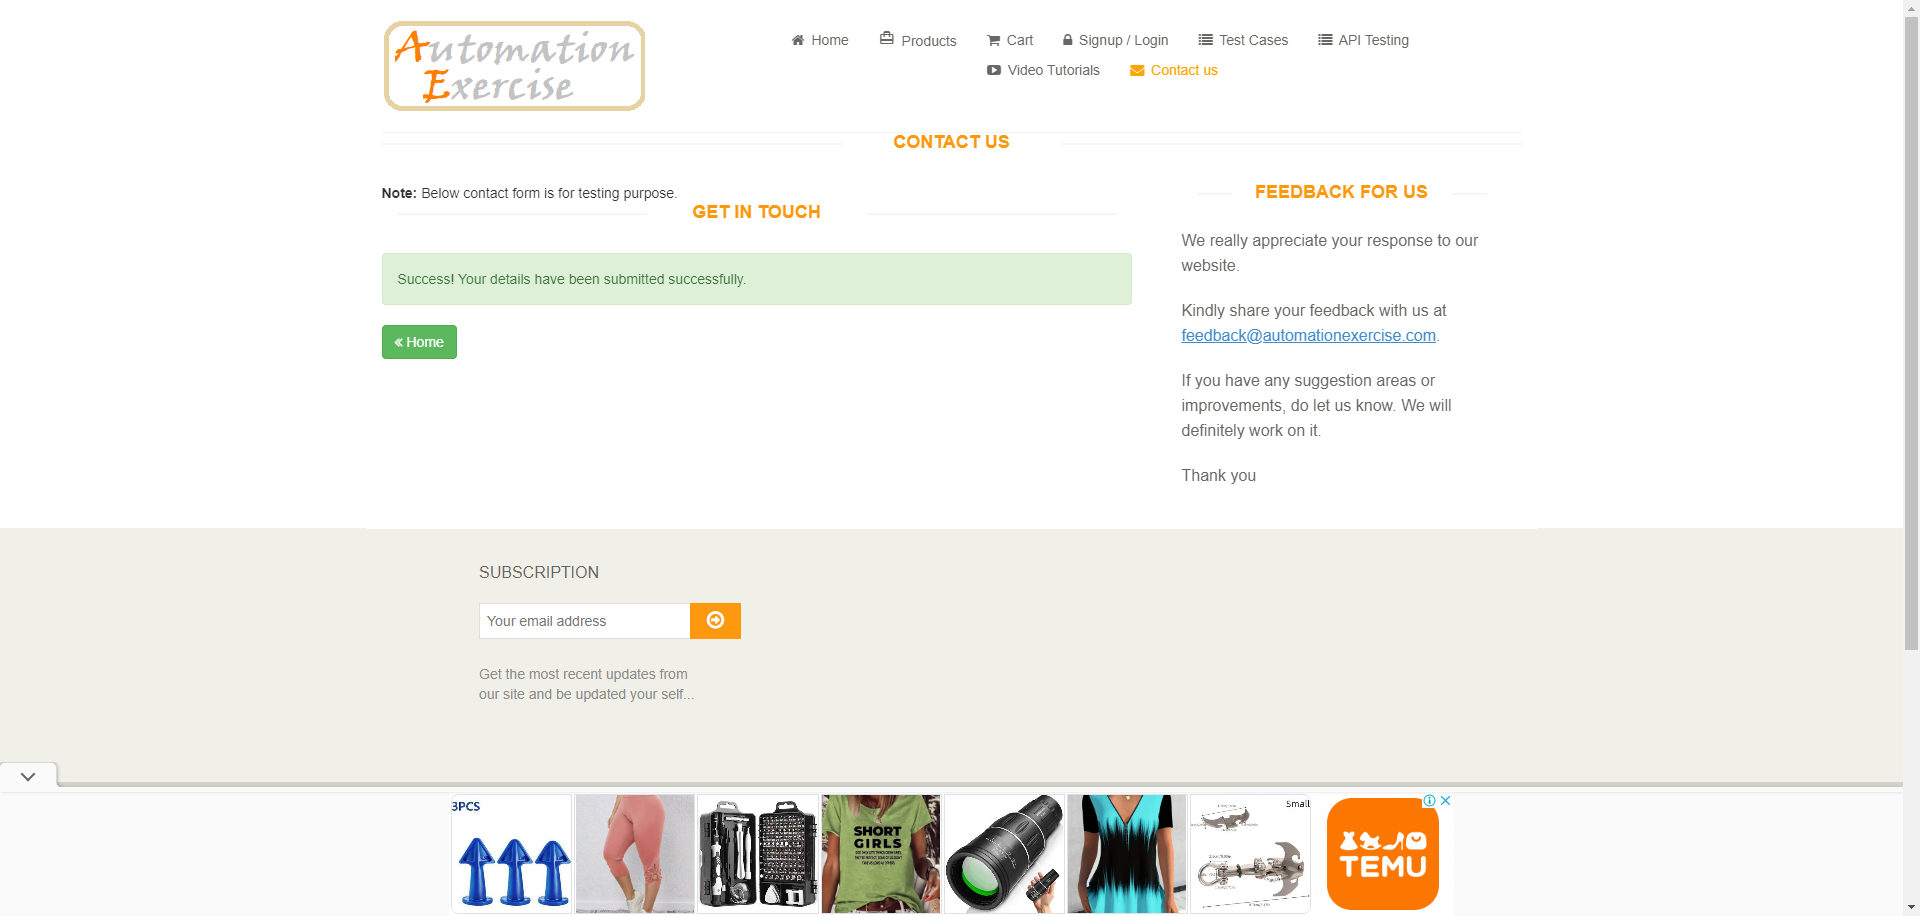 Automation
Exercise
Home
Products
Cart
Signup / Login
Test Cases
API Testing
Video Tutorials
Contact us
CONTACT US
Note: Below contact form is for testing purpose.
GET IN TOUCH
Success! Your details have been submitted successfully.
« Home
FEEDBACK FOR US
We really appreciate your response to our
website.
Kindly share your feedback with us at
feedback@automationexercise.com.
If you have any suggestion areas or
improvements, do let us know. We will
definitely work on it.
Thank you
SUBSCRIPTION
Your email address
Get the most recent updates from
our site and be updated your self...
3PCS
SHORT
GIRLS
Small
TEMU